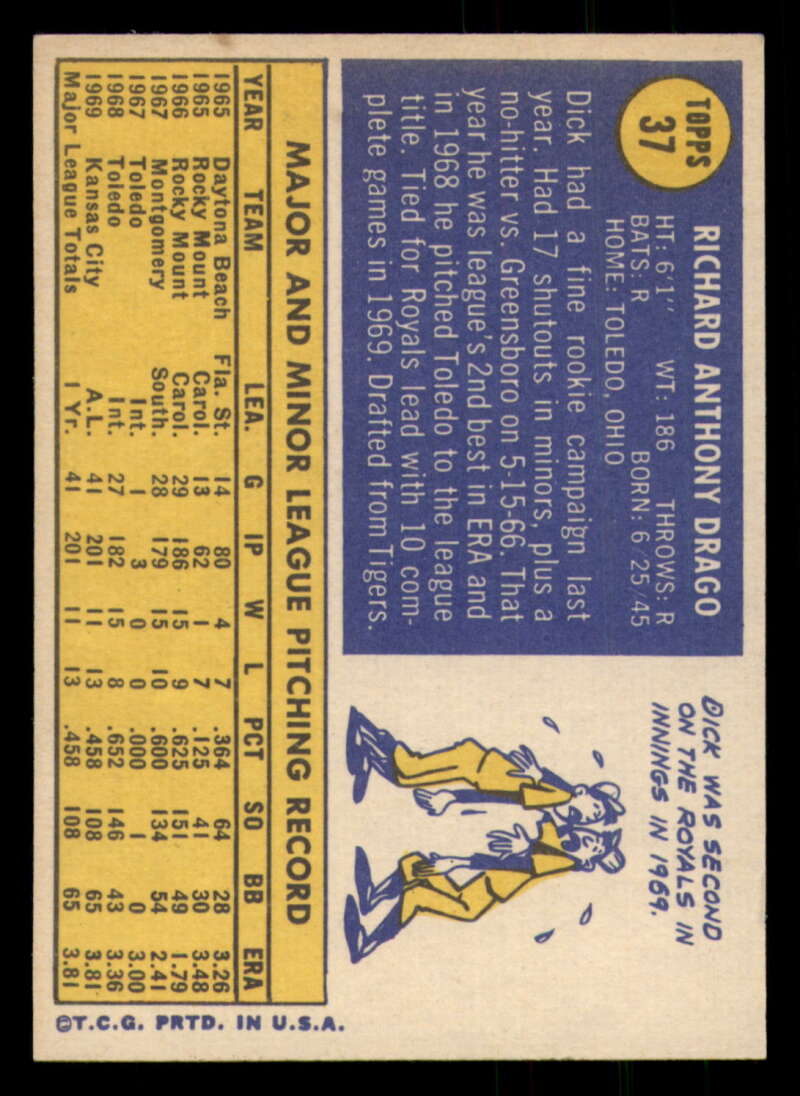 TOPPS
37
RICHARD ANTHONY DRAGO
HT: 6'1" WT: 186 THROWS: R
BATS: R BORN: 6/25/45
HOME: TOLEDO, OHIO
Dick had a fine rookie campaign last
year. Had 17 shutouts in minors, plus a
no-hitter vs. Greensboro on 5-15-66. That
year he was league's 2nd best in ERA and
in 1968 he pitched Toledo to the league
title. Tied for Royals lead with 10 com-
plete games in 1969. Drafted from Tigers.
DICK WAS SECOND
ON THE ROYALS IN
INNINGS IN 1969.
MAJOR AND MINOR LEAGUE PITCHING RECORD
YEAR TEAM LEA. G IP W L PCT SO BB ERA
1965 Daytona Beach Fla. St. 14 80 4 7 .364 64 28 3.26
1965 Rocky Mount Carol. 13 62 1 7 .125 41 30 3.48
1966 Rocky Mount Carol. 29 186 15 9 .625 151 49 1.79
1967 Montgomery South. 28 179 15 10 .600 134 54 2.41
1967 Toledo Int. 1 3 0 0 .000 1 0 3.00
1968 Toledo Int. 27 182 15 8 .652 146 43 3.36
1969 Kansas City A.L. 41 201 11 13 .458 108 65 3.81
Major League Totals 1 Yr. 41 201 11 13 .458 108 65 3.81
©T.C.G. PRTD. IN U.S.A.